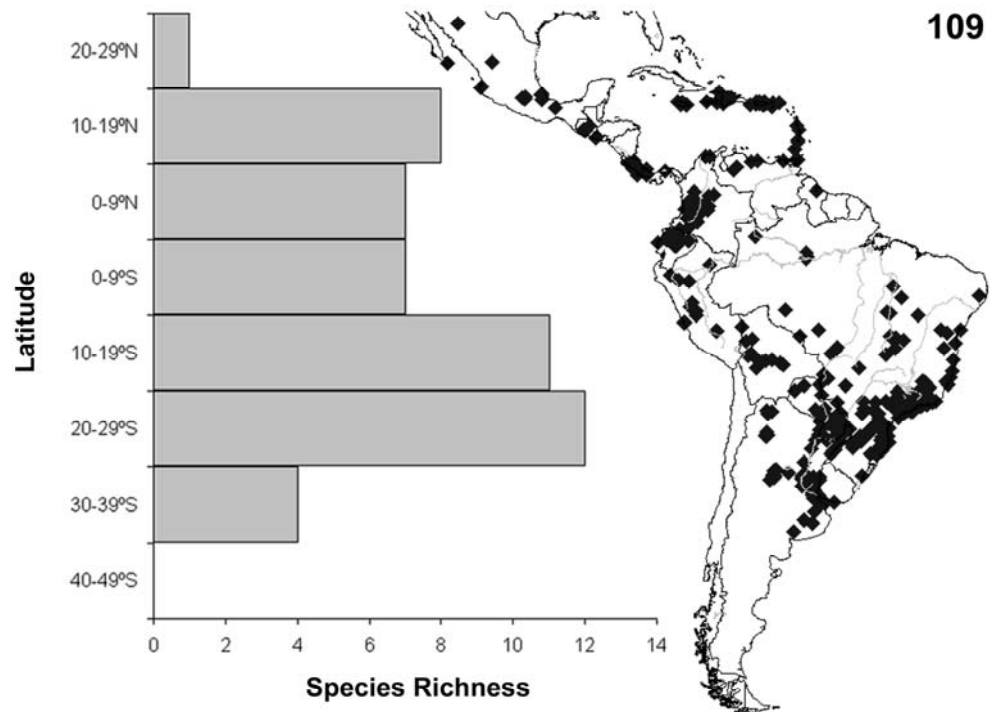 109
Latitude
20-29ºN
10-19ºN
0-9ºN
0-9ºS
10-19ºS
20-29ºS
30-39ºS
40-49ºS
0 2 4 6 8 10 12 14
Species Richness